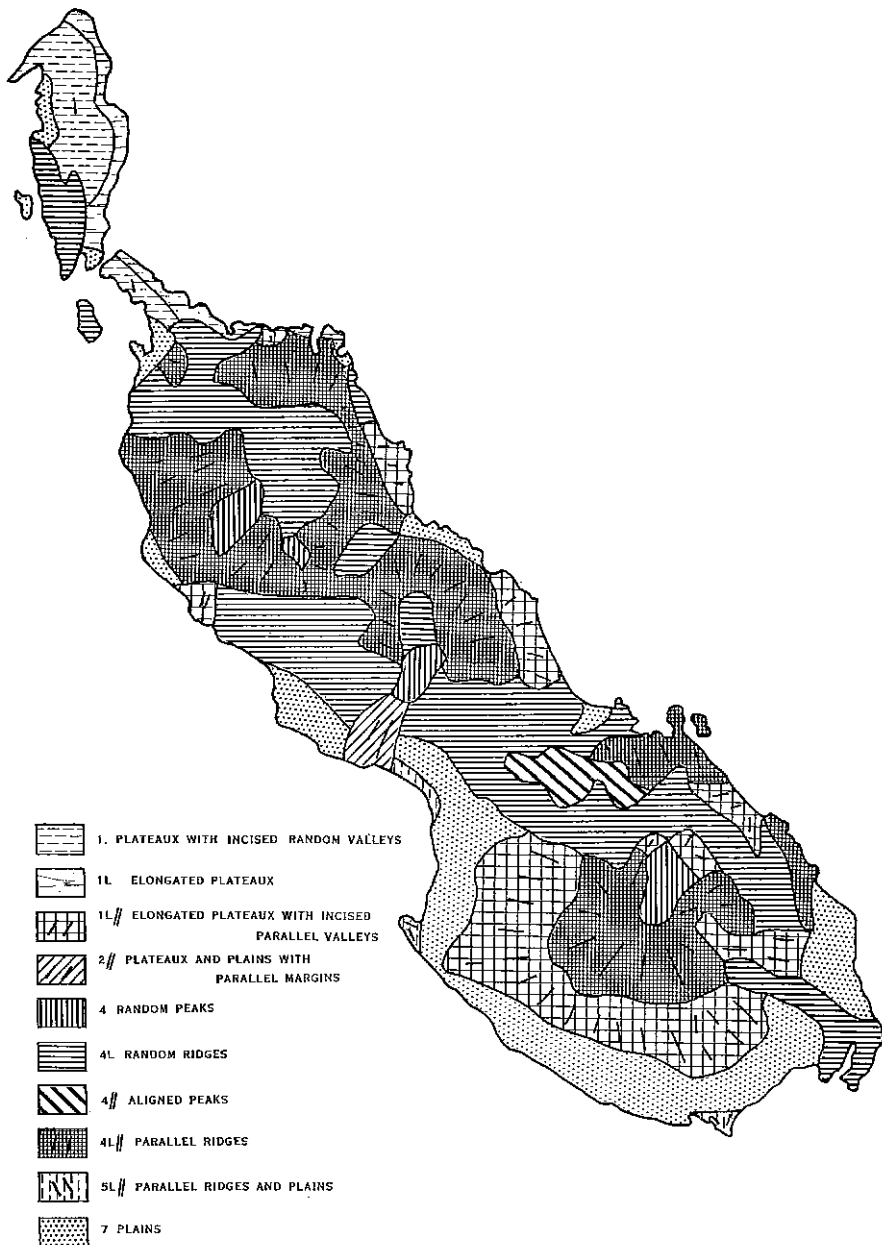 1. PLATEAUX WITH INCISED RANDOM VALLEYS
1L ELONGATED PLATEAUX
1L// ELONGATED PLATEAUX WITH INCISED
PARALLEL VALLEYS
2// PLATEAUX AND PLAINS WITH
PARALLEL MARGINS
4 RANDOM PEAKS
4L RANDOM RIDGES
4// ALIGNED PEAKS
4L// PARALLEL RIDGES
5L// PARALLEL RIDGES AND PLAINS
7 PLAINS